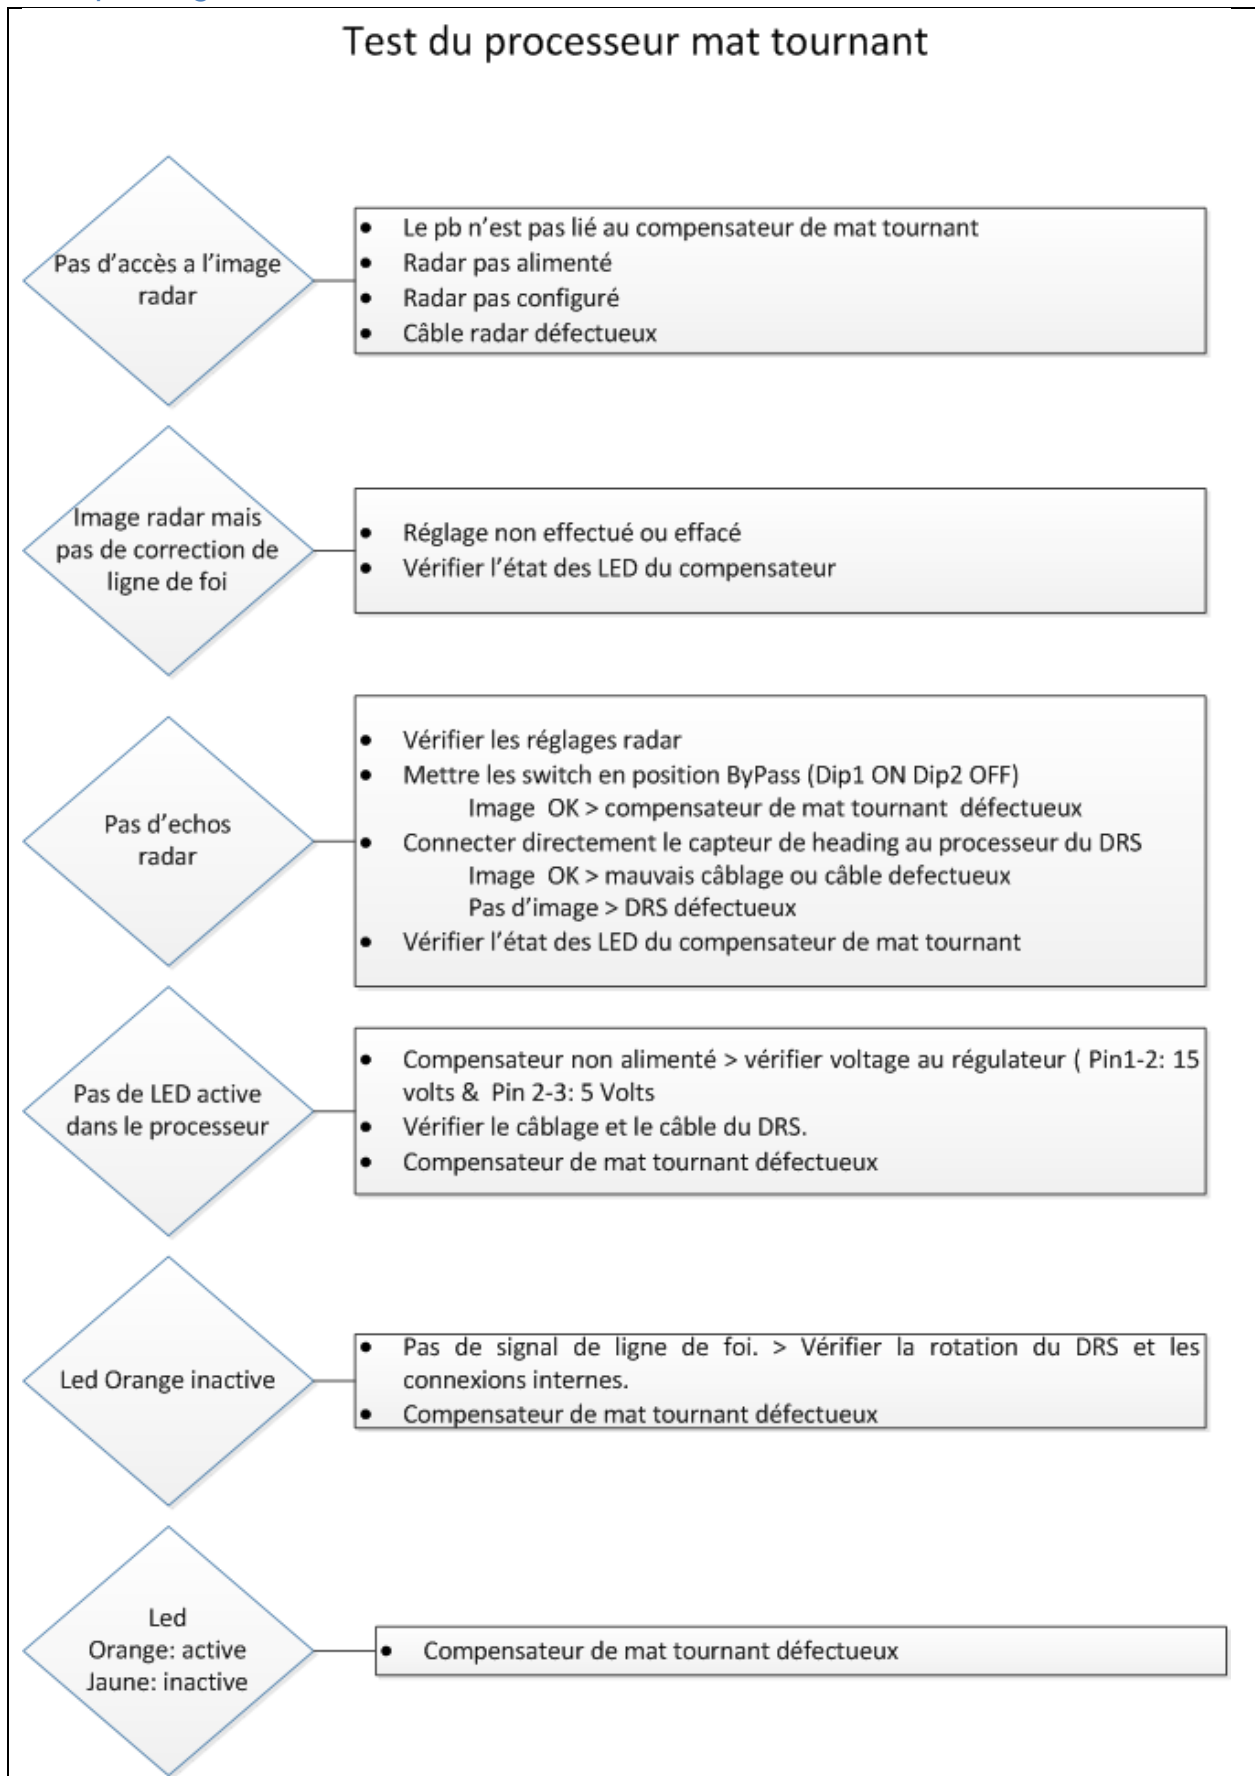 Test du processeur mat tournant
Pas d'accès a l'image
radar
• Le pb n'est pas lié au compensateur de mat tournant
• Radar pas alimenté
• Radar pas configuré
• Câble radar défectueux
Image radar mais
pas de correction de
ligne de foi
• Réglage non effectué ou effacé
• Vérifier l'état des LED du compensateur
Pas d'echos
radar
• Vérifier les réglages radar
• Mettre les switch en position ByPass (Dip1 ON Dip2 OFF)
Image OK > compensateur de mat tournant défectueux
• Connecter directement le capteur de heading au processeur du DRS
Image OK > mauvais câblage ou câble defectueux
Pas d'image > DRS défectueux
• Vérifier l'état des LED du compensateur de mat tournant
Pas de LED active
dans le processeur
• Compensateur non alimenté > vérifier voltage au régulateur ( Pin1-2: 15
volts & Pin 2-3: 5 Volts
• Vérifier le câblage et le câble du DRS.
• Compensateur de mat tournant défectueux
Led Orange inactive
• Pas de signal de ligne de foi. > Vérifier la rotation du DRS et les
connexions internes.
• Compensateur de mat tournant défectueux
Led
Orange: active
Jaune: inactive
• Compensateur de mat tournant défectueux